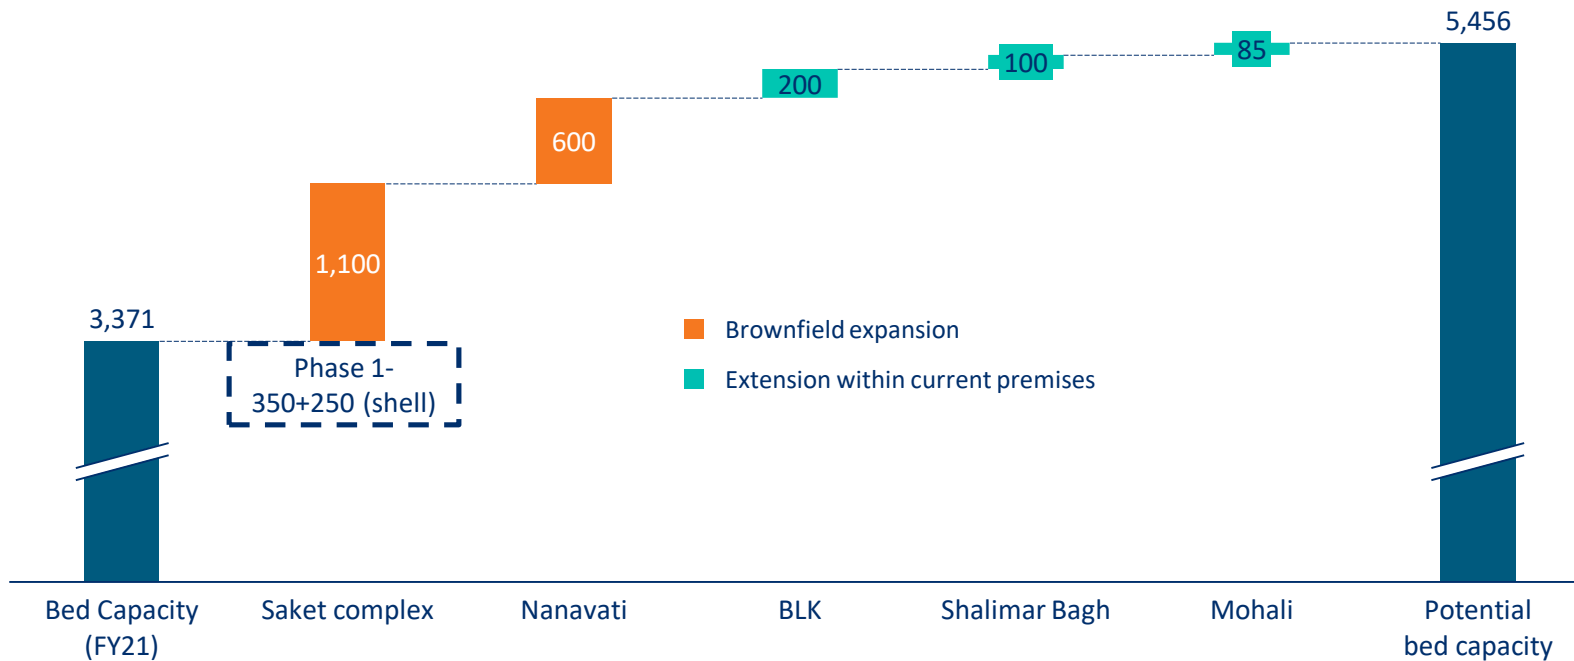 5,456
85
100
200
600
1,100
3,371
Phase 1-
350+250 (shell)
Brownfield expansion
Extension within current premises
Bed Capacity
(FY21)
Saket complex
Nanavati
BLK
Shalimar Bagh
Mohali
Potential
bed capacity